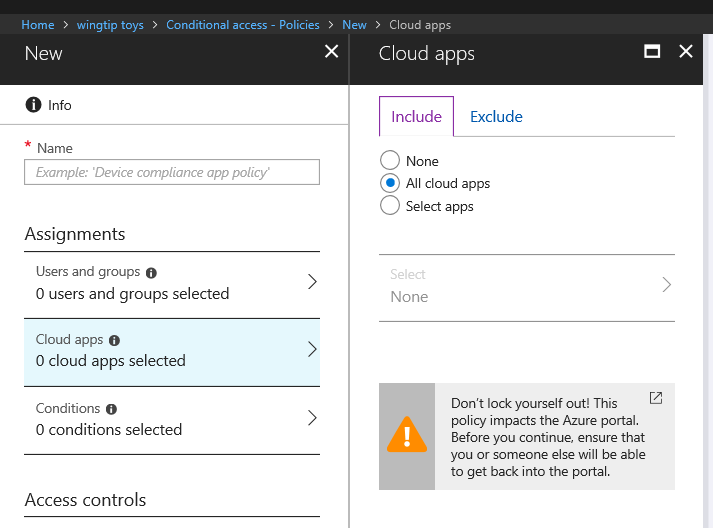 Home > wingtip toys > Conditional access - Policies > New > Cloud apps
New
Info
* Name
Example: 'Device compliance app policy'
Assignments
Users and groups
0 users and groups selected
Cloud apps
0 cloud apps selected
Conditions
0 conditions selected
Access controls
Cloud apps
Include Exclude
None
All cloud apps
Select apps
Select
None
Don't lock yourself out! This
policy impacts the Azure portal.
Before you continue, ensure that
you or someone else will be able
to get back into the portal.